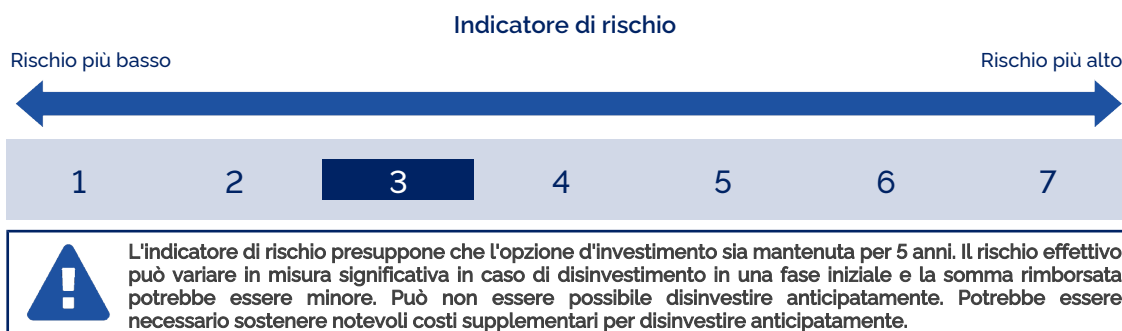 Indicatore di rischio
Rischio più basso
Rischio più alto
1 2 3 4 5 6 7
L'indicatore di rischio presuppone che l'opzione d'investimento sia mantenuta per 5 anni. Il rischio effettivo
può variare in misura significativa in caso di disinvestimento in una fase iniziale e la somma rimborsata
potrebbe essere minore. Può non essere possibile disinvestire anticipatamente. Potrebbe essere
necessario sostenere notevoli costi supplementari per disinvestire anticipatamente.